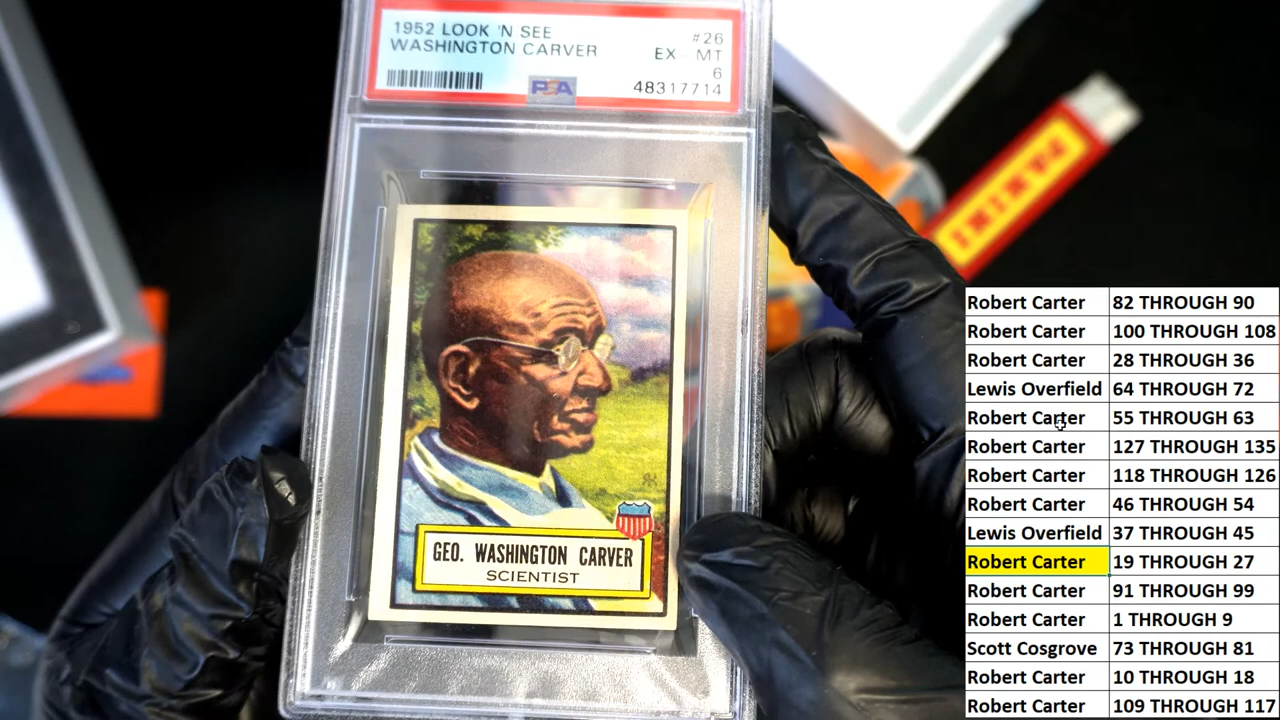 1952 LOOK 'N SEE
WASHINGTON CARVER
#26
EX - MT
6
48317714
PSA
PANINI
GEO. WASHINGTON CARVER
SCIENTIST
Robert Carter 82 THROUGH 90
Robert Carter 100 THROUGH 108
Robert Carter 28 THROUGH 36
Lewis Overfield 64 THROUGH 72
Robert Carter 55 THROUGH 63
Robert Carter 127 THROUGH 135
Robert Carter 118 THROUGH 126
Robert Carter 46 THROUGH 54
Lewis Overfield 37 THROUGH 45
Robert Carter 19 THROUGH 27
Robert Carter 91 THROUGH 99
Robert Carter 1 THROUGH 9
Scott Cosgrove 73 THROUGH 81
Robert Carter 10 THROUGH 18
Robert Carter 109 THROUGH 117